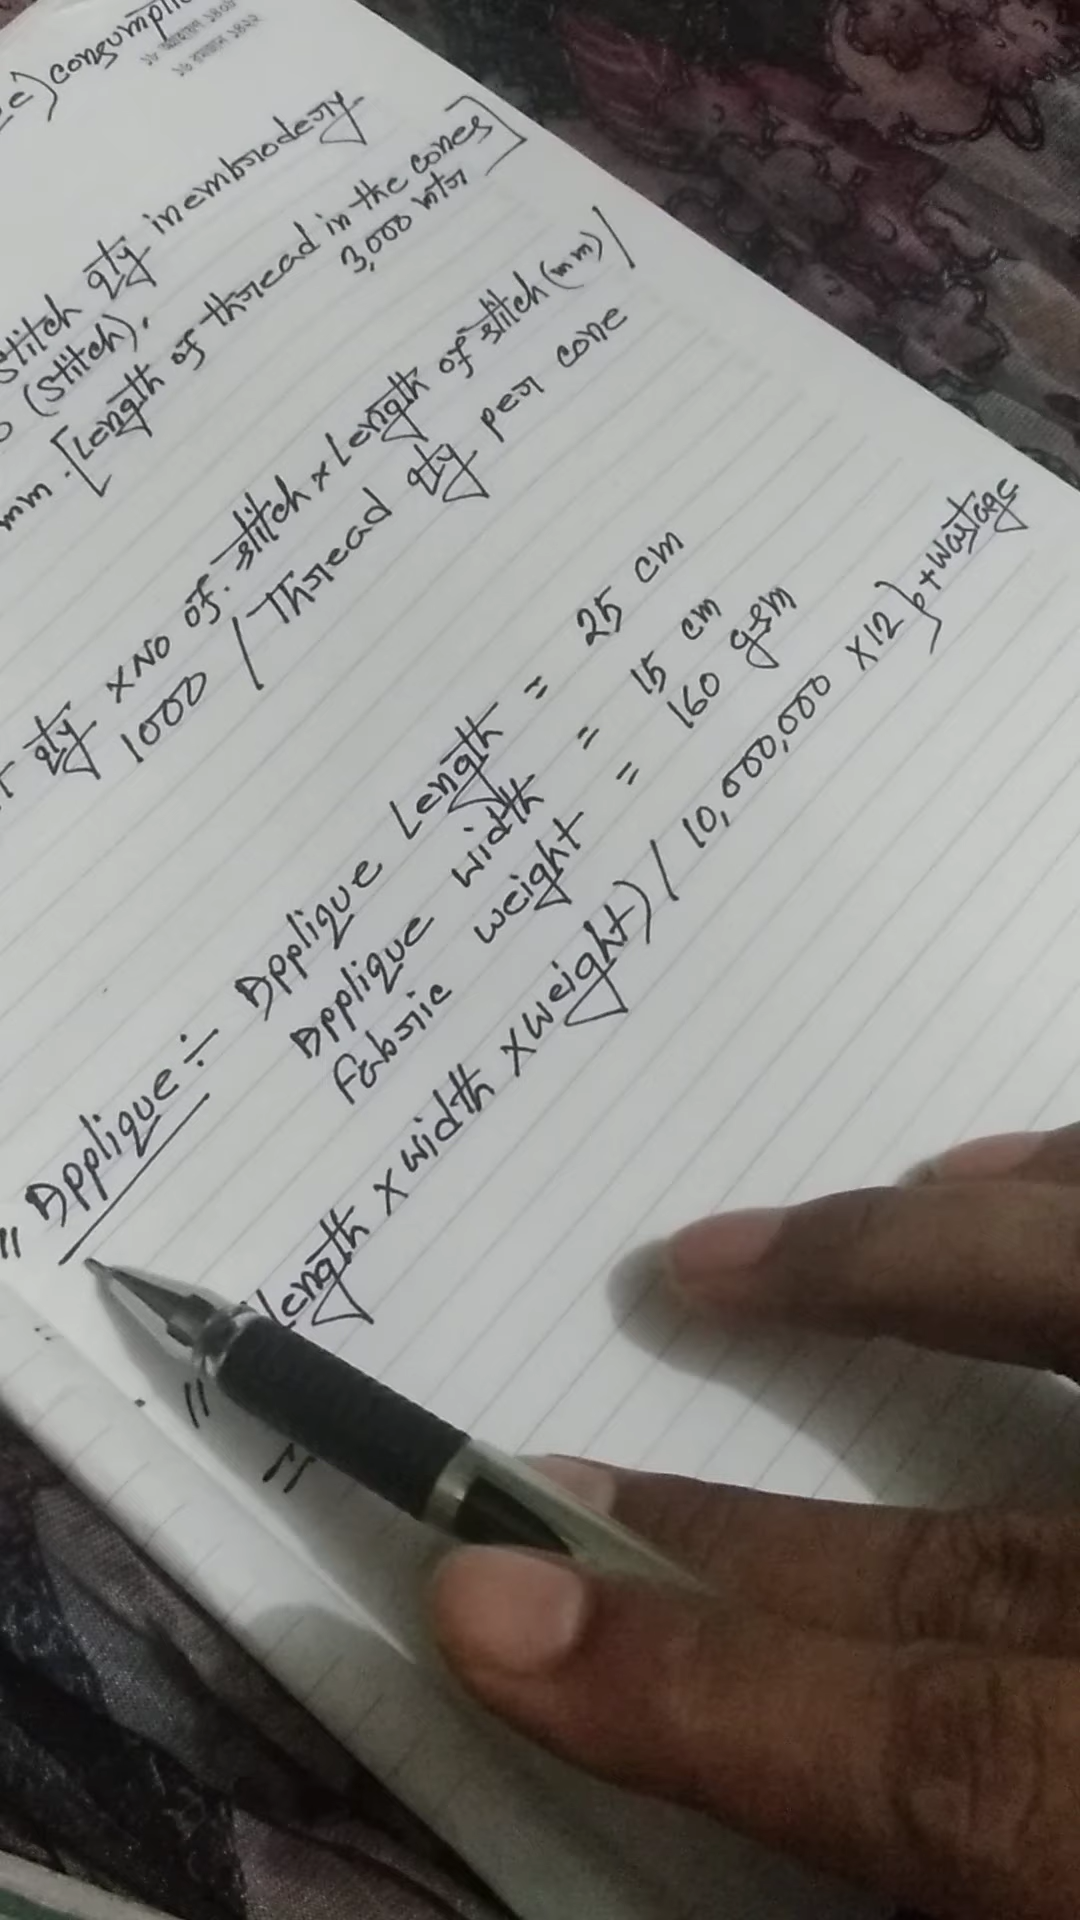 consumpti
Stitch qty in embroidery
(Stitch).
mm. [Length of thread in the cones]
3,000 mtr
qty x No of. stitch x Length of stitch (mm) /
1000 / Thread qty per cone
" Applique ÷ Applique Length = 25 cm
Applique width = 15 cm
Fabric weight = 160 gsm
Length x width x weight) / 10,000,000 x 12 } + wastage
"
=